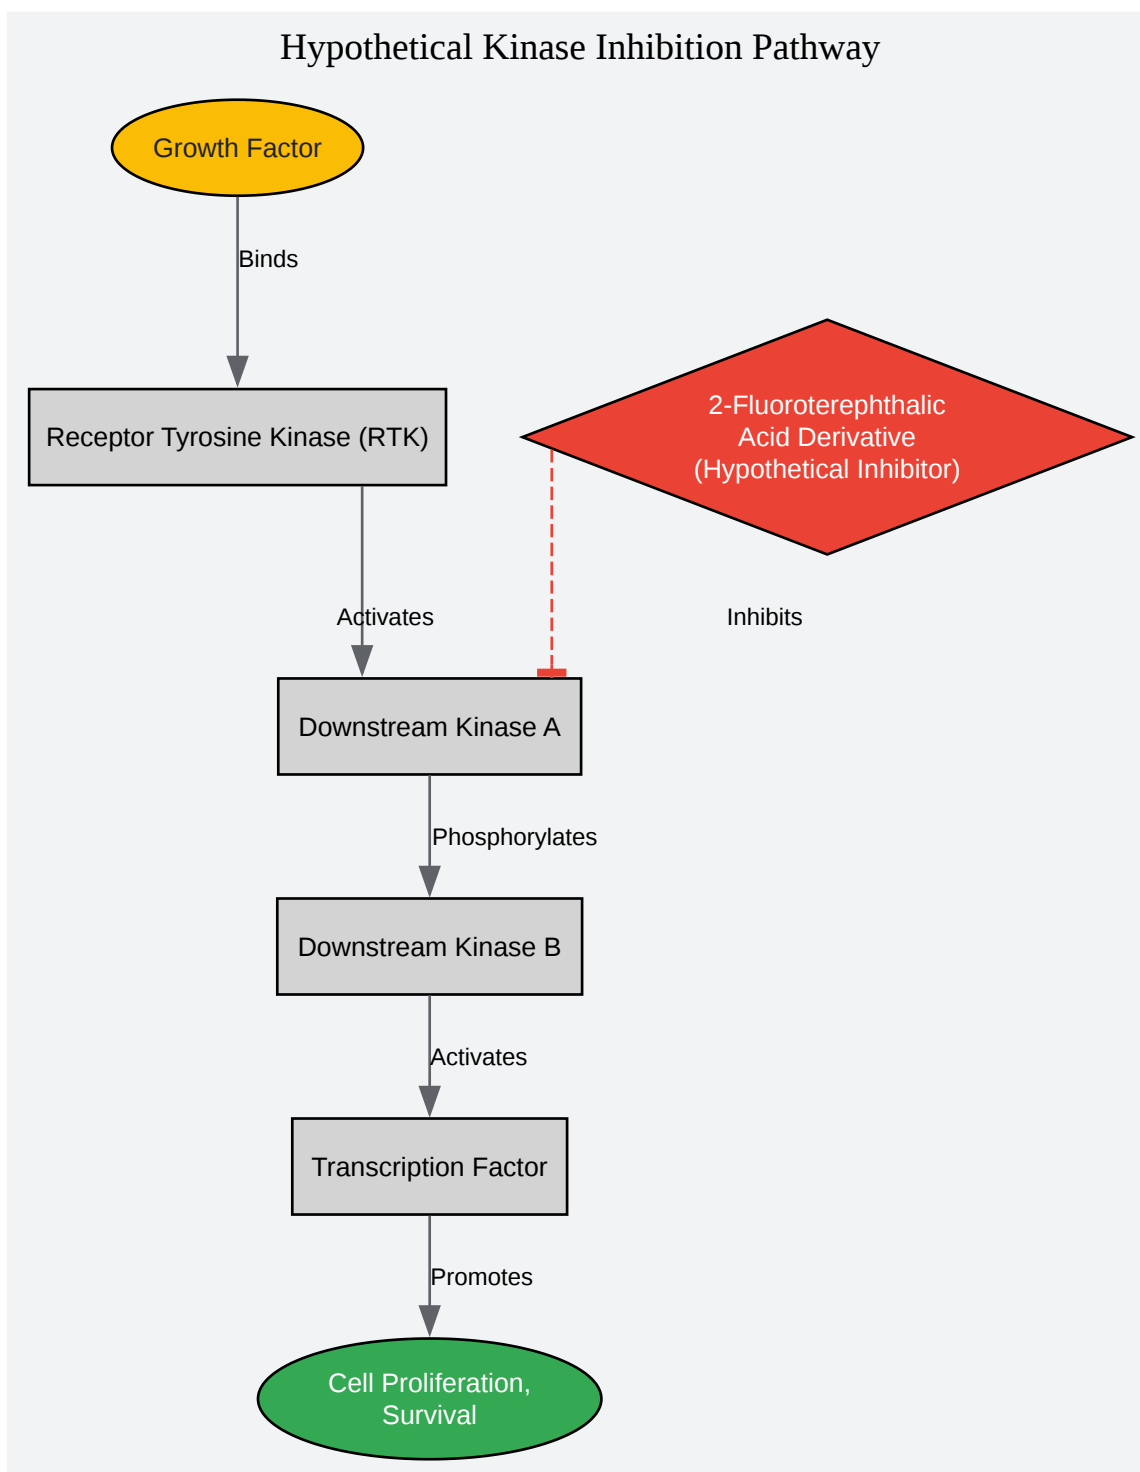 Hypothetical Kinase Inhibition Pathway
Growth Factor
Binds
Receptor Tyrosine Kinase (RTK)
2-Fluoroterephthalic
Acid Derivative
(Hypothetical Inhibitor)
Activates
Inhibits
Downstream Kinase A
Phosphorylates
Downstream Kinase B
Activates
Transcription Factor
Promotes
Cell Proliferation,
Survival